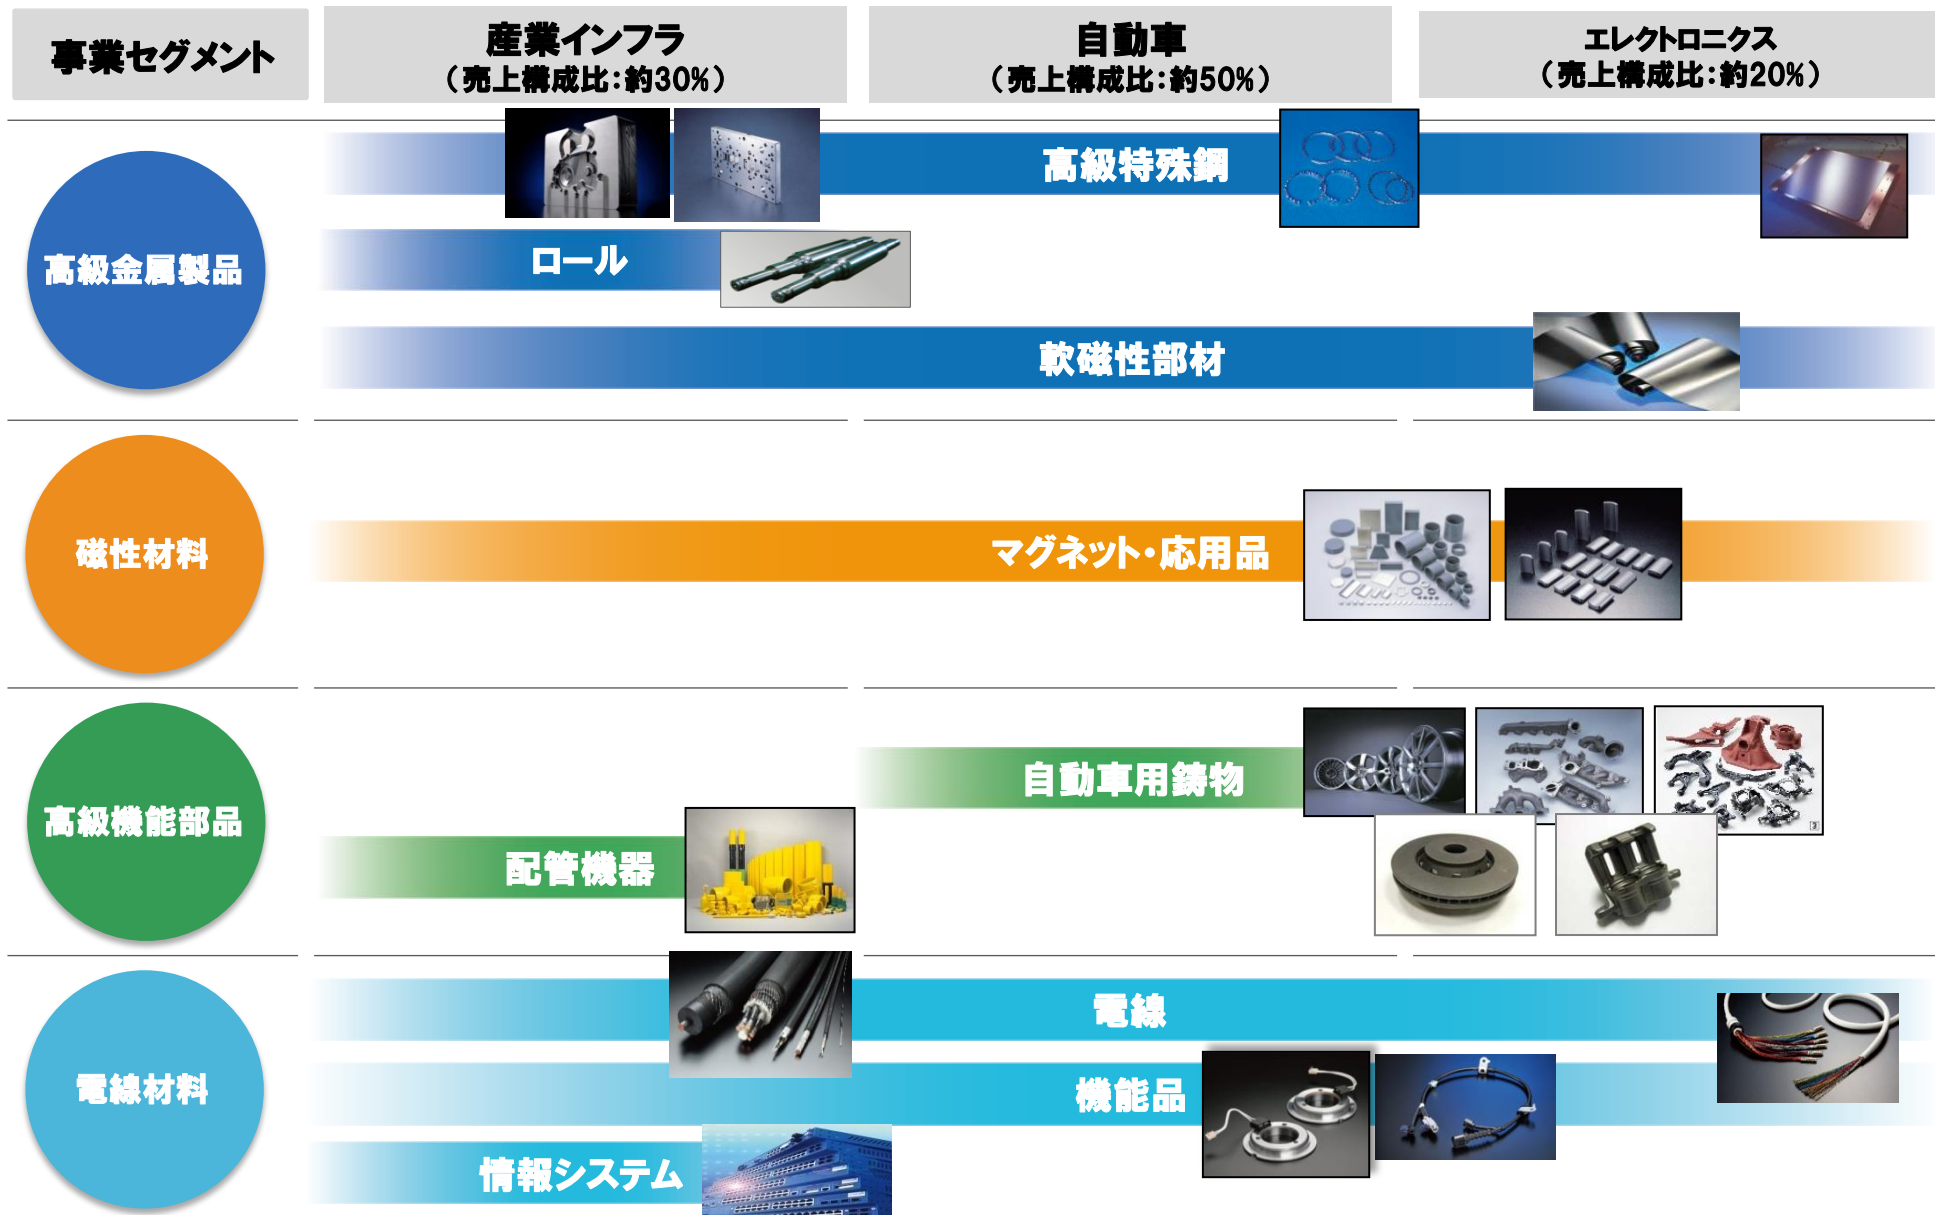 事業セグメント
産業インフラ
（売上構成比：約30%）
自動車
（売上構成比：約50%）
エレクトロニクス
（売上構成比：約20%）
高級金属製品
高級特殊鋼
ロール
軟磁性部材
磁性材料
マグネット・応用品
高級機能部品
自動車用鋳物
配管機器
電線材料
電線
機能品
情報システム